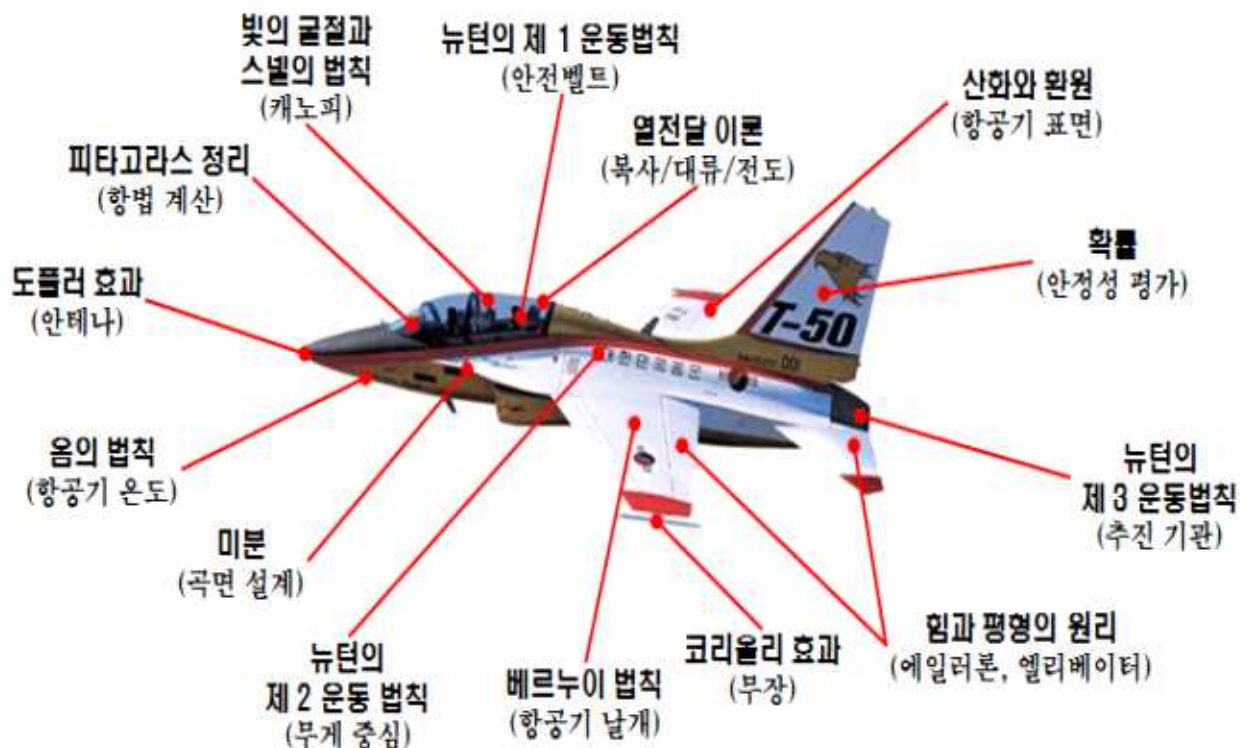 빛의 굴절과
스넬의 법칙
(캐노피)
뉴턴의 제 1 운동법칙
(안전벨트)
산화와 환원
(항공기 표면)
열전달 이론
(복사/대류/전도)
피타고라스 정리
(항법 계산)
확률
(안정성 평가)
도플러 효과
(안테나)
T-50
001
대한민국공군
옴의 법칙
(항공기 온도)
뉴턴의
제 3 운동법칙
(추진 기관)
미분
(곡면 설계)
힘과 평형의 원리
(에일러론, 엘리베이터)
코리올리 효과
(무장)
뉴턴의
제 2 운동 법칙
(무게 중심)
베르누이 법칙
(항공기 날개)